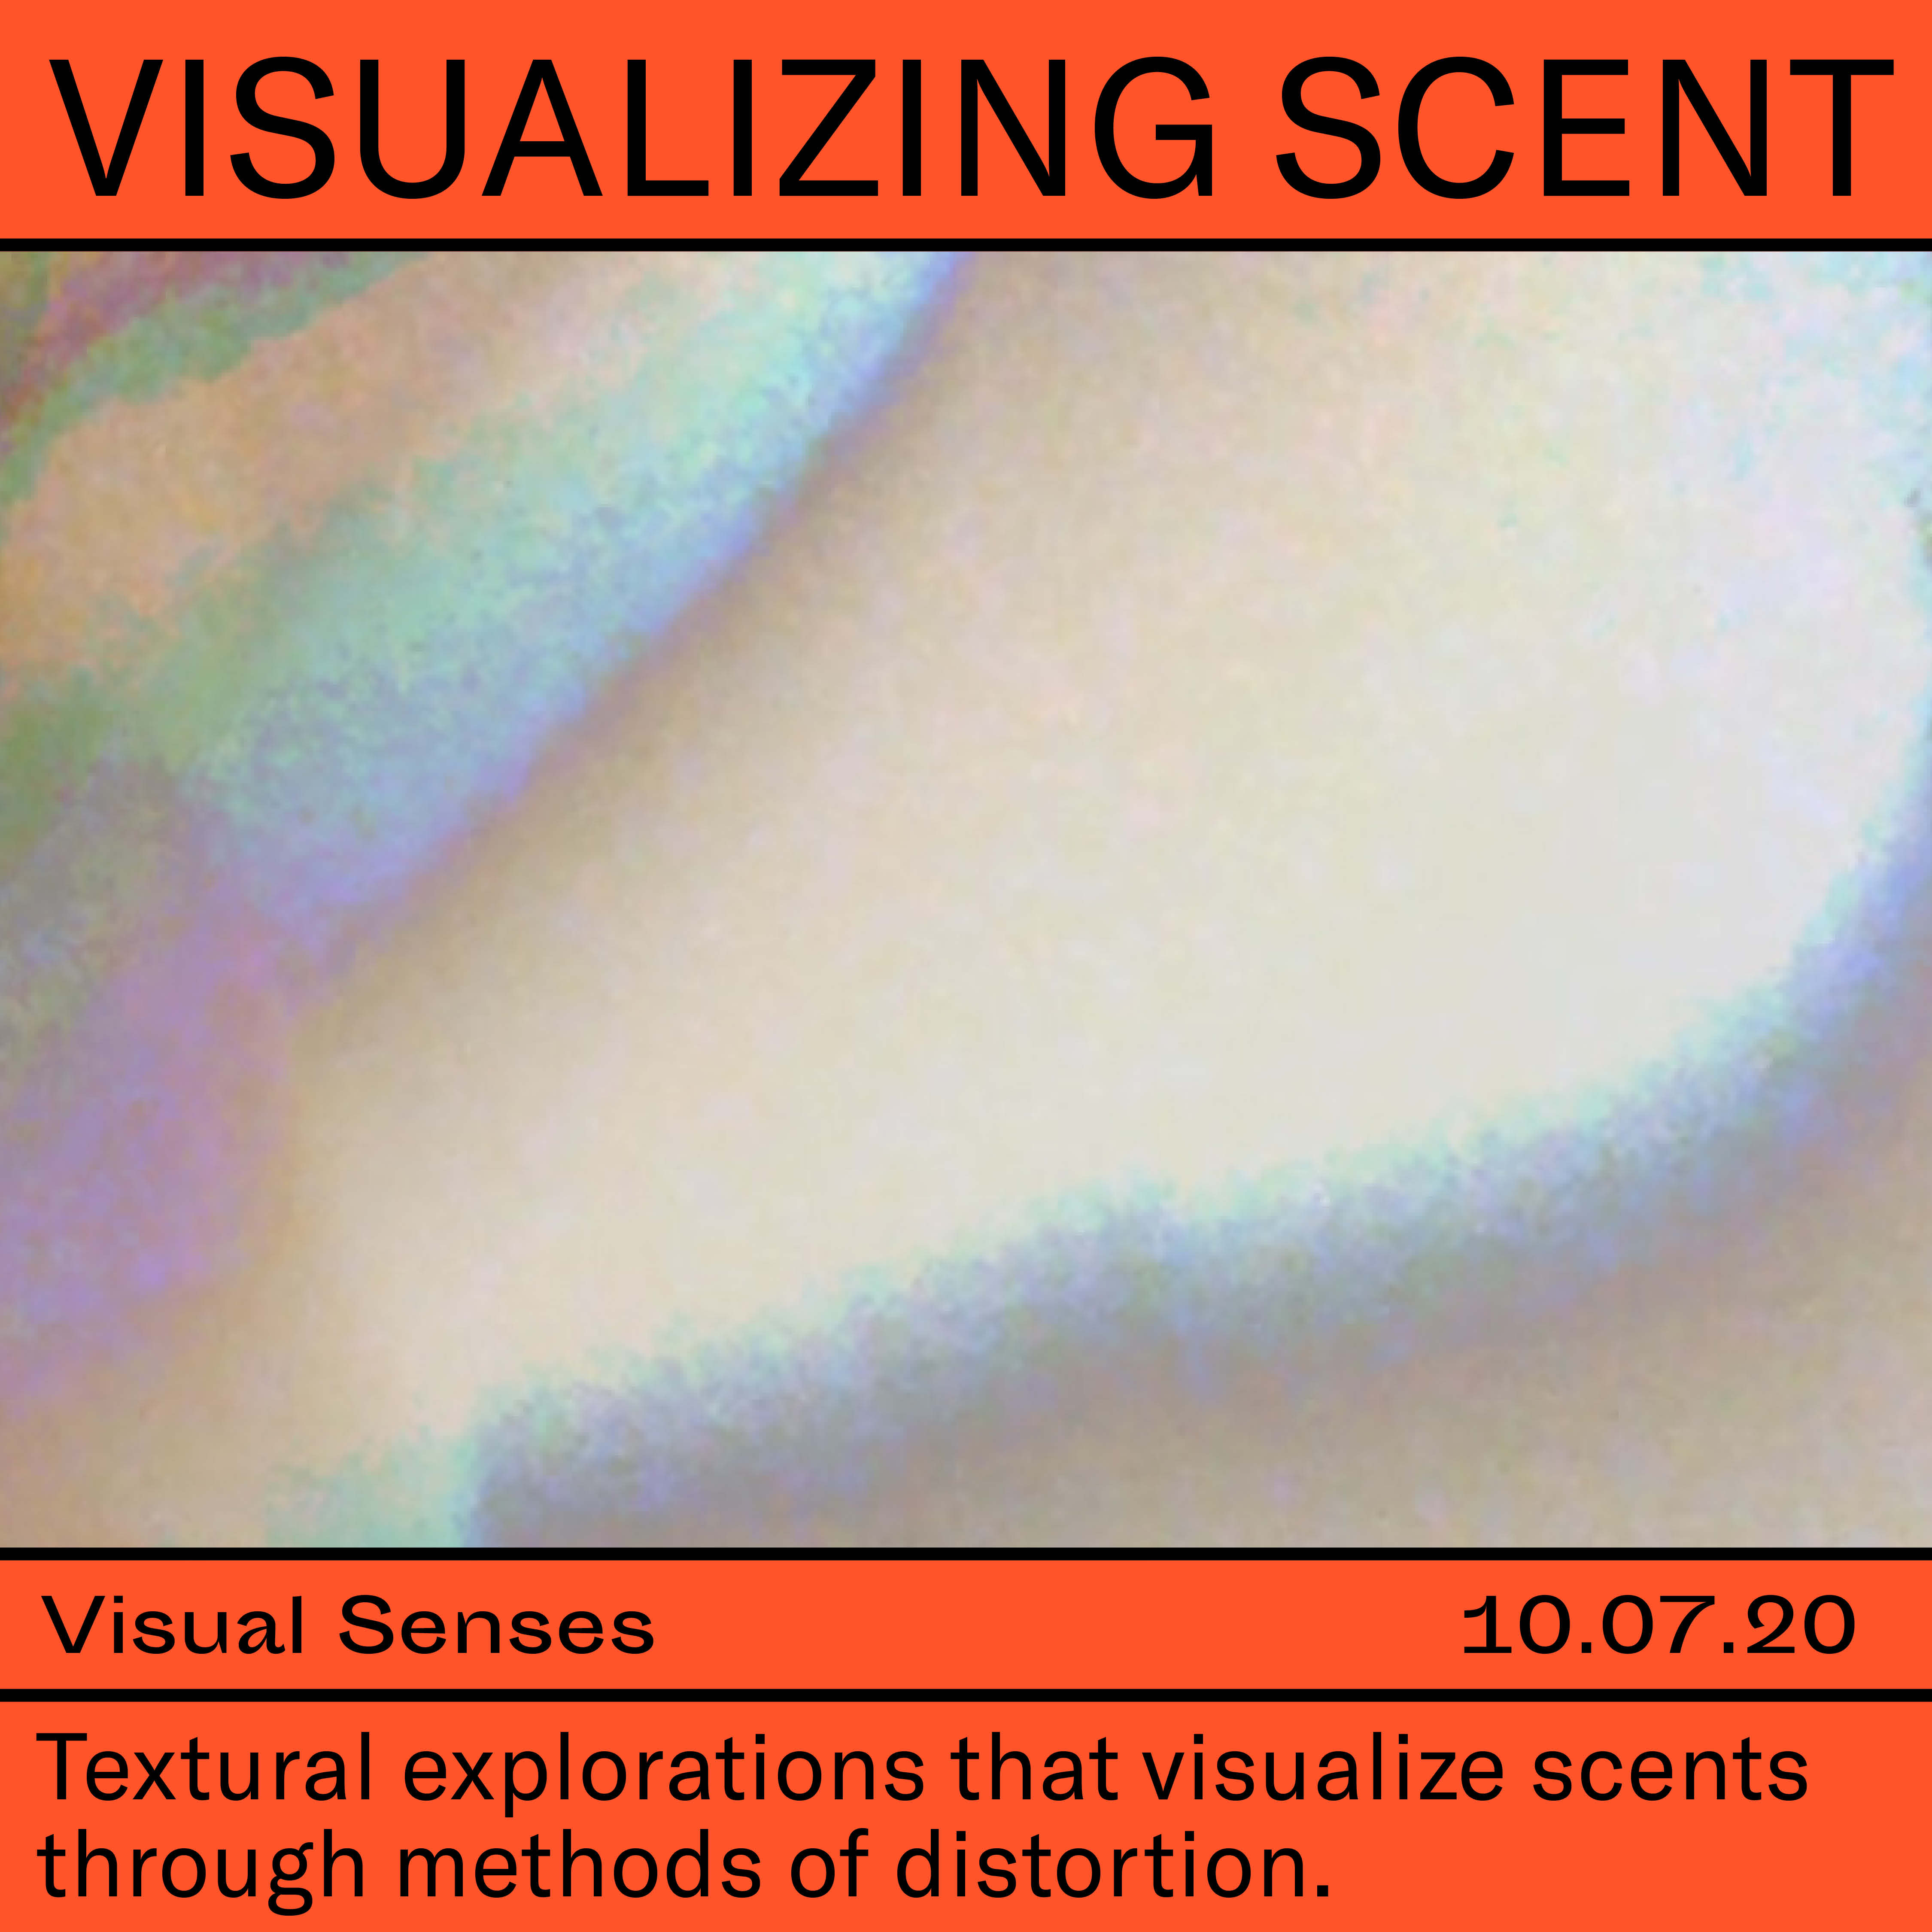 VISUALIZING SCENT
Visual Senses
10.07.20
Textural explorations that visualize scents
through methods of distortion.